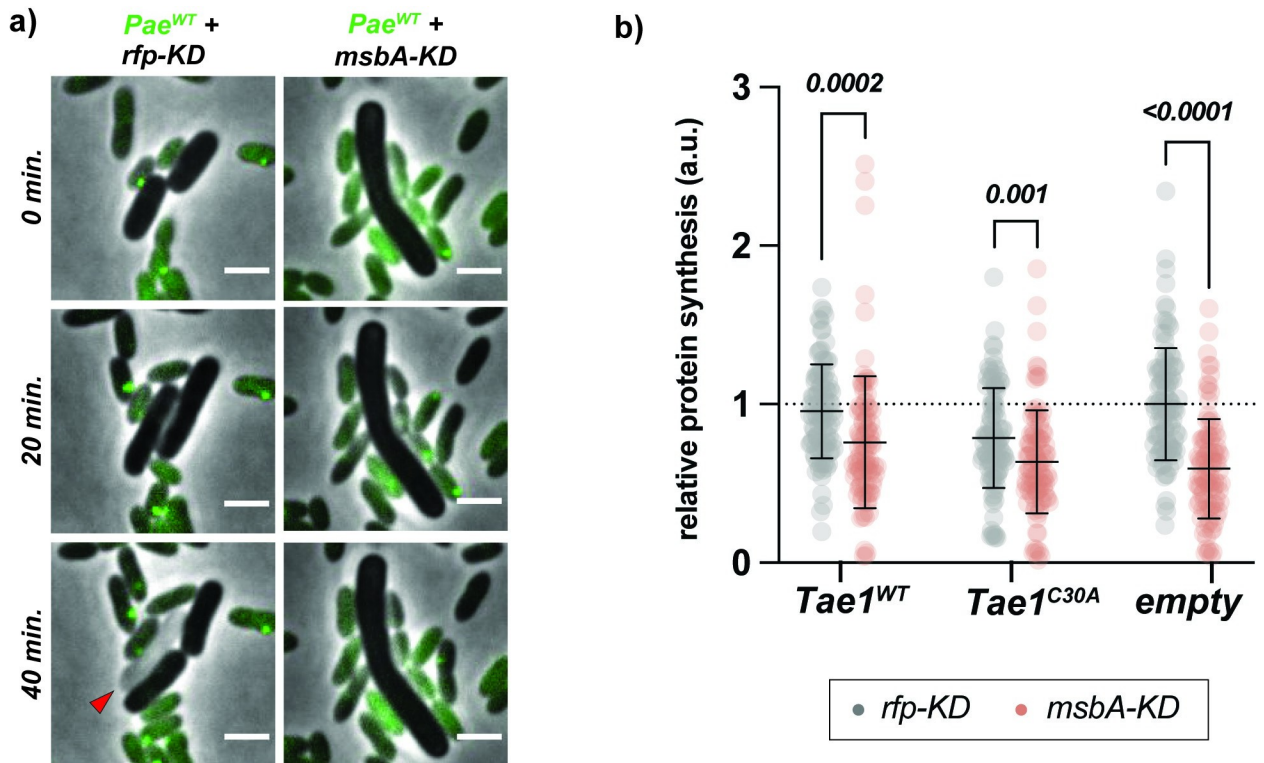 a)
Pae^WT + rfp-KD
Pae^WT + msbA-KD
0 min.
20 min.
40 min.
b)
relative protein synthesis (a.u.)
3
2
1
0
0.0002
0.001
<0.0001
Tae1^WT
Tae1^C30A
empty
rfp-KD
msbA-KD